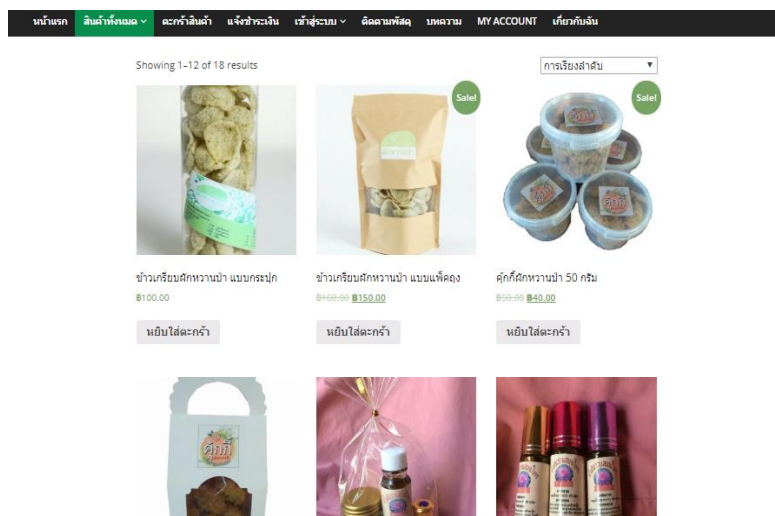 หน้าแรก สินค้าทั้งหมด ตะกร้าสินค้า แจ้งชำระเงิน เข้าสู่ระบบ ติดตามพัสดุ บทความ MY ACCOUNT เกี่ยวกับฉัน
Showing 1–12 of 18 results
การเรียงลำดับ
Sale!
Sale!
ข้าวเกรียบผักหวานป่า แบบกระปุก
ข้าวเกรียบผักหวานป่า แบบแพ็คถุง
คุ้กกี้ผักหวานป่า 50 กรัม
฿100.00
฿160.00 ฿150.00
฿50.00 ฿40.00
หยิบใส่ตะกร้า
หยิบใส่ตะกร้า
หยิบใส่ตะกร้า
คุ้กกี้